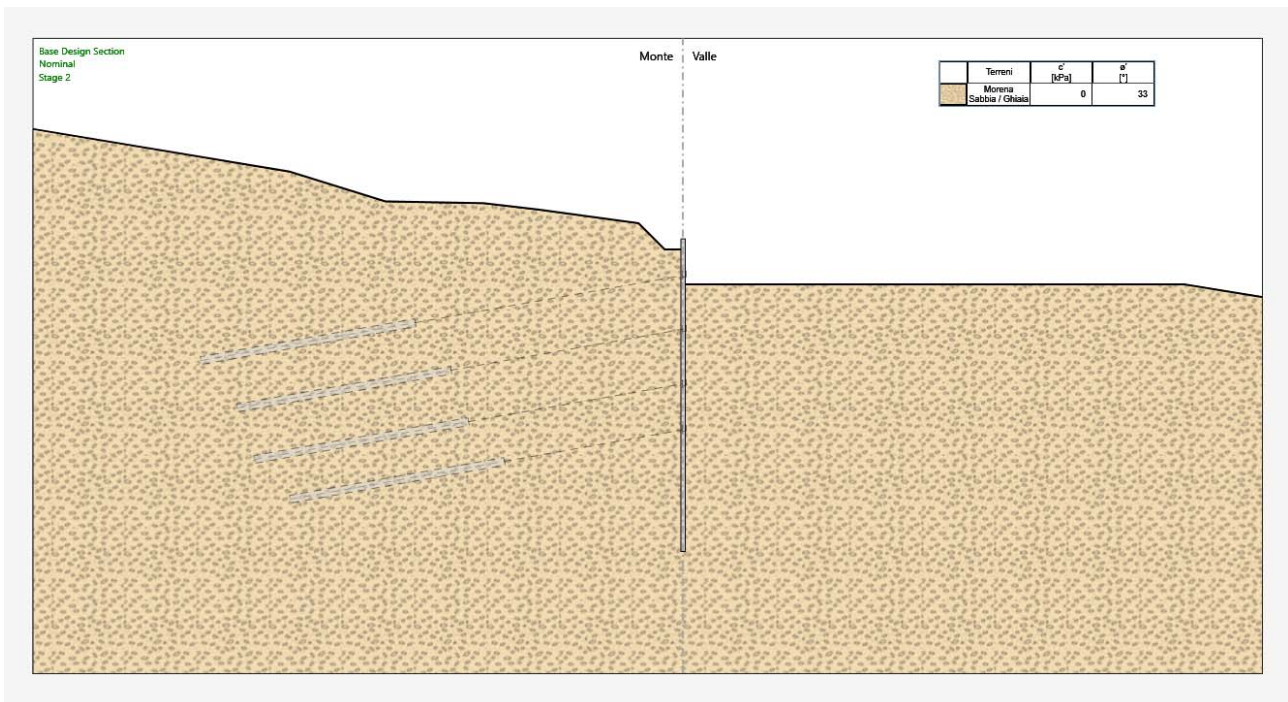 Base Design Section
Nominal
Stage 2
Monte Valle
Terreni c' ø'
[kPa] [°]
Morena
Sabbia / Ghiaia 0 33